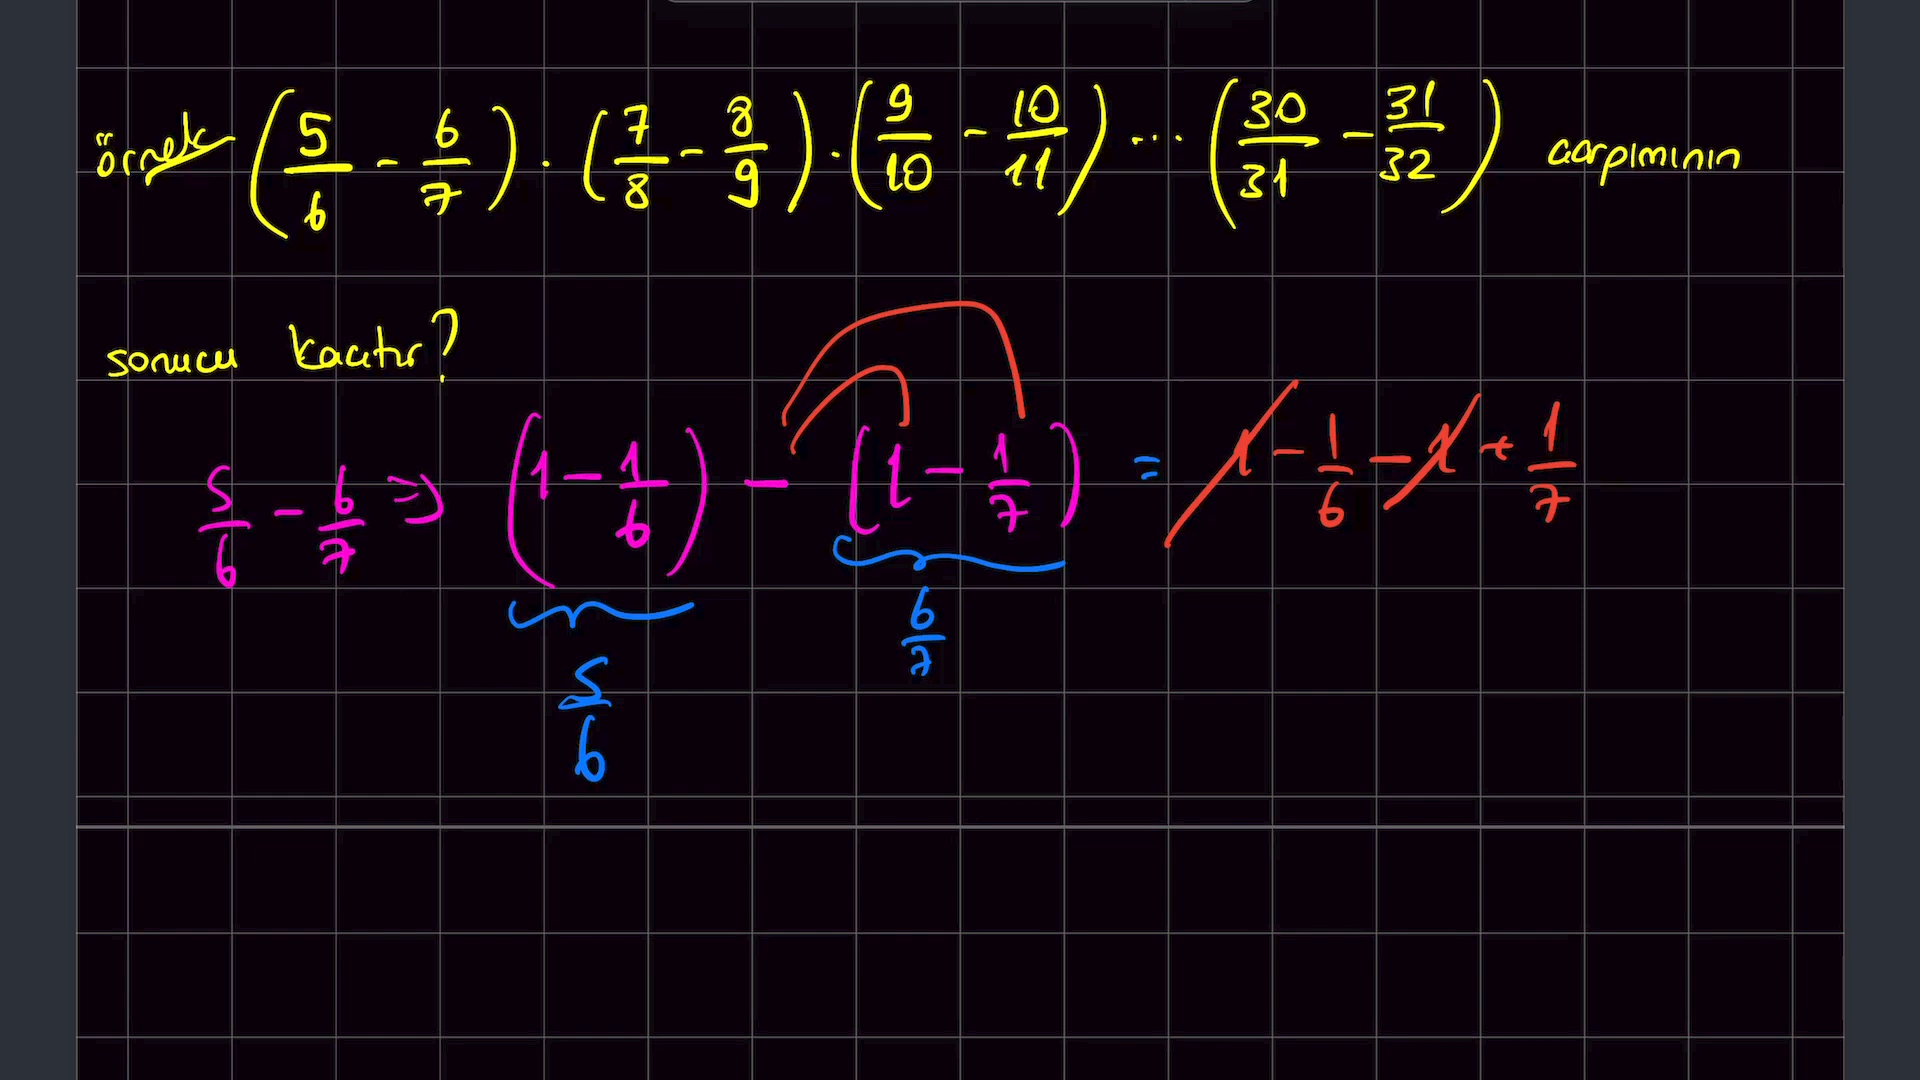 örnek (5/6 - 6/7) . (7/8 - 8/9) . (9/10 - 10/11) ... (30/31 - 31/32) çarpımının
sonucu kaçtır?
5/6 - 6/7 => (1 - 1/6) - (1 - 1/7) = 1 - 1/6 - 1 + 1/7
6/7
5/6